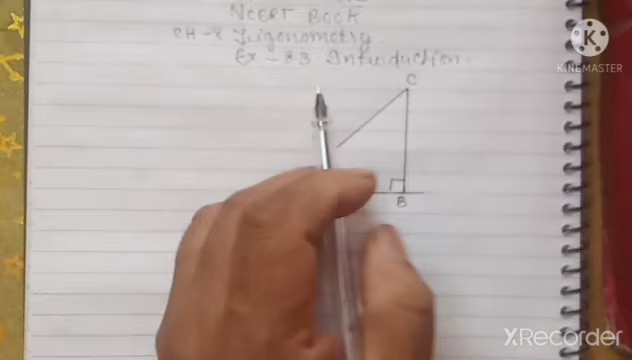 NCERT BOOK
CH-8 Trigonometry
Ex - 8.3 Introduction
C
B
KINEMASTER
XRecorder